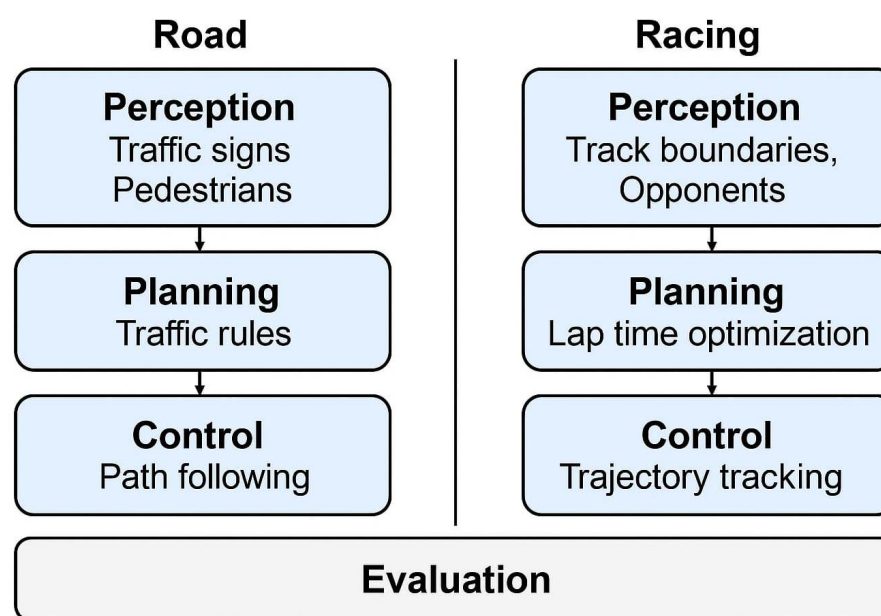 Road
Perception
Traffic signs
Pedestrians
Planning
Traffic rules
Control
Path following
Racing
Perception
Track boundaries,
Opponents
Planning
Lap time optimization
Control
Trajectory tracking
Evaluation